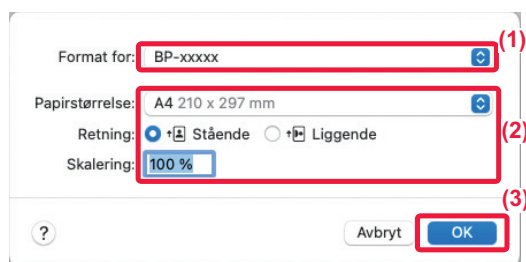 (1)
Format for: BP-xxxxx
Papirstørrelse: A4 210 x 297 mm
(2)
Retning: Stående Liggende
Skalering: 100 %
(3)
? Avbryt OK